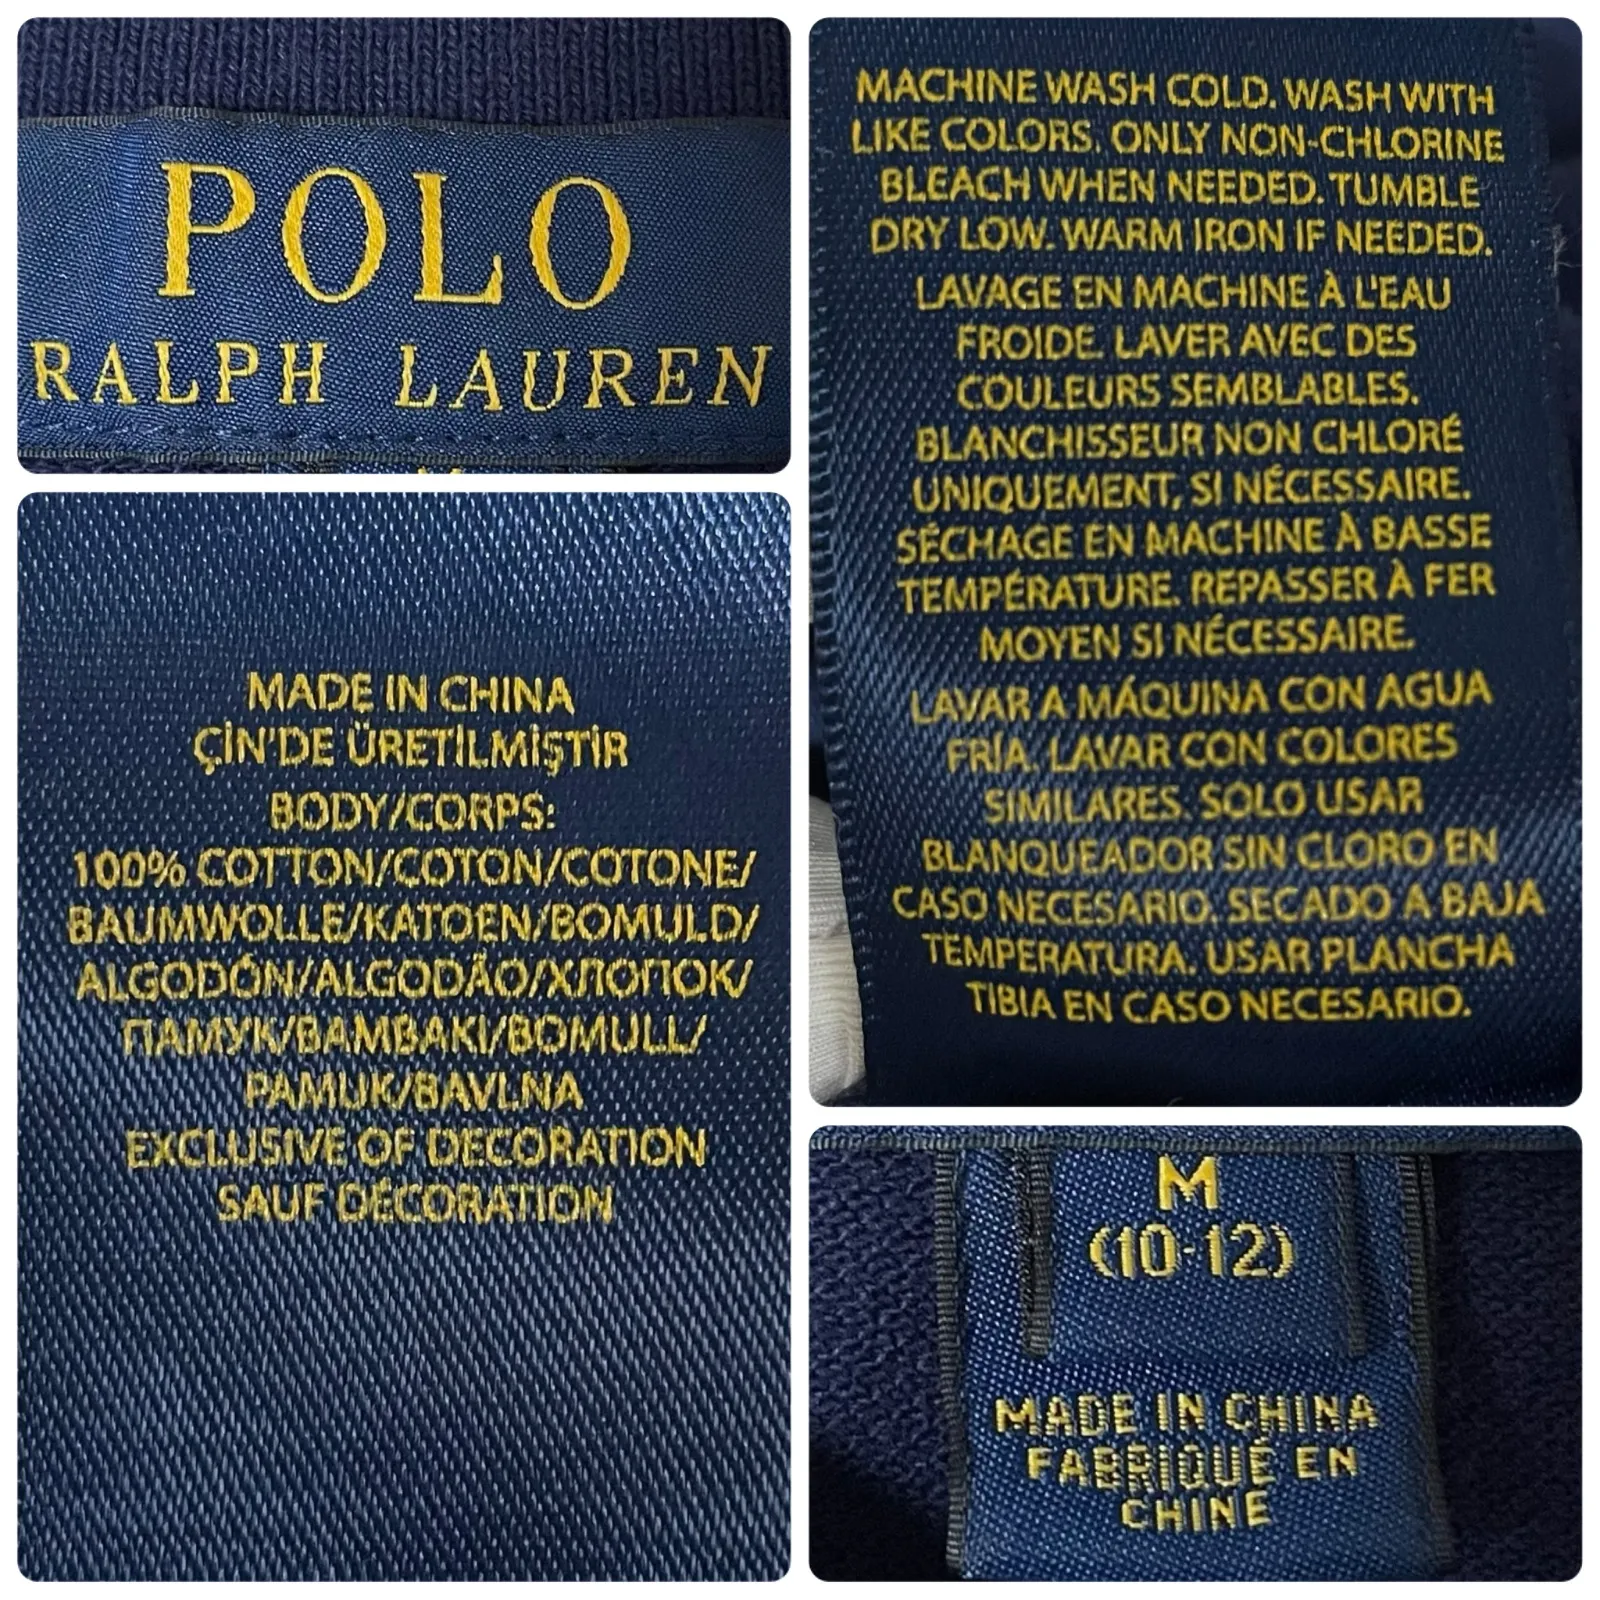 POLO
RALPH LAUREN
MADE IN CHINA
ÇİN'DE ÜRETİLMİŞTİR
BODY/CORPS:
100% COTTON/COTON/COTONE/
BAUMWOLLE/KATOEN/BOMULD/
ALGODÓN/ALGODÃO/ХЛОПОК/
ПАМУК/BAMBAKI/BOMULL/
PAMUK/BAVLNA
EXCLUSIVE OF DECORATION
SAUF DÉCORATION
MACHINE WASH COLD. WASH WITH
LIKE COLORS. ONLY NON-CHLORINE
BLEACH WHEN NEEDED. TUMBLE
DRY LOW. WARM IRON IF NEEDED.
LAVAGE EN MACHINE À L'EAU
FROIDE. LAVER AVEC DES
COULEURS SEMBLABLES.
BLANCHISSEUR NON CHLORÉ
UNIQUEMENT, SI NÉCESSAIRE.
SÉCHAGE EN MACHINE À BASSE
TEMPÉRATURE. REPASSER À FER
MOYEN SI NÉCESSAIRE.
LAVAR A MÁQUINA CON AGUA
FRÍA. LAVAR CON COLORES
SIMILARES. SOLO USAR
BLANQUEADOR SIN CLORO EN
CASO NECESARIO. SECADO A BAJA
TEMPERATURA. USAR PLANCHA
TIBIA EN CASO NECESARIO.
M
(10-12)
MADE IN CHINA
FABRIQUÉ EN
CHINE